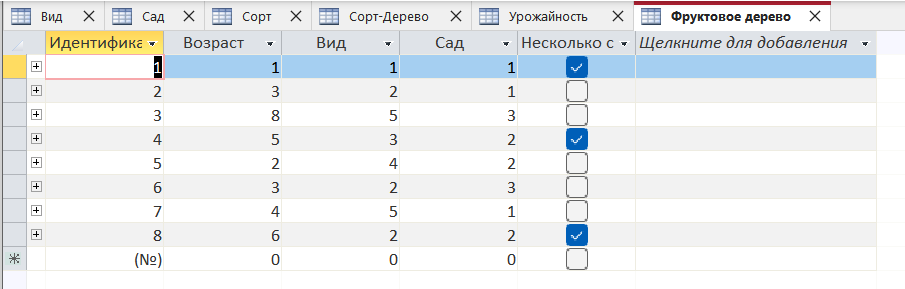 Вид Сад Сорт Сорт-Дерево Урожайность Фруктовое дерево
Идентифика Возраст Вид Сад Несколько с Щелкните для добавления
1 1 1 1
2 3 2 1
3 8 5 3
4 5 3 2
5 2 4 2
6 3 2 3
7 4 5 1
8 6 2 2
(№) 0 0 0